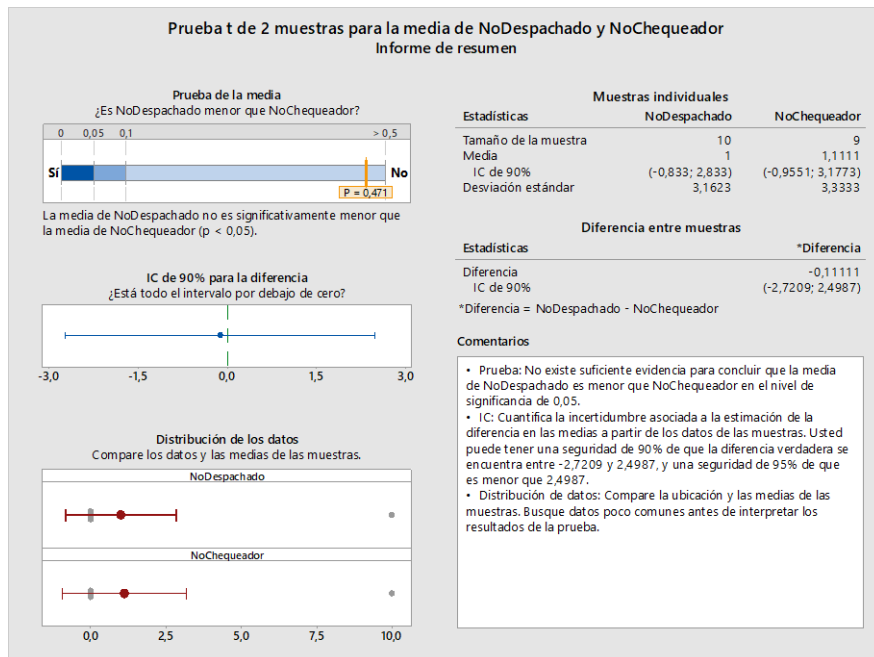 Prueba t de 2 muestras para la media de NoDespachado y NoChequeador
Informe de resumen
Prueba de la media
¿Es NoDespachado menor que NoChequeador?
0 0,05 0,1 > 0,5
Sí No
P = 0,471
La media de NoDespachado no es significativamente menor que
la media de NoChequeador (p < 0,05).
IC de 90% para la diferencia
¿Está todo el intervalo por debajo de cero?
-3,0 -1,5 0,0 1,5 3,0
Distribución de los datos
Compare los datos y las medias de las muestras.
NoDespachado
NoChequeador
0,0 2,5 5,0 7,5 10,0
Muestras individuales
Estadísticas NoDespachado NoChequeador
Tamaño de la muestra 10 9
Media 1 1,1111
IC de 90% (-0,833; 2,833) (-0,9551; 3,1773)
Desviación estándar 3,1623 3,3333
Diferencia entre muestras
Estadísticas *Diferencia
Diferencia -0,11111
IC de 90% (-2,7209; 2,4987)
*Diferencia = NoDespachado - NoChequeador
Comentarios
• Prueba: No existe suficiente evidencia para concluir que la media
de NoDespachado es menor que NoChequeador en el nivel de
significancia de 0,05.
• IC: Cuantifica la incertidumbre asociada a la estimación de la
diferencia en las medias a partir de los datos de las muestras. Usted
puede tener una seguridad de 90% de que la diferencia verdadera se
encuentra entre -2,7209 y 2,4987, y una seguridad de 95% de que
es menor que 2,4987.
• Distribución de datos: Compare la ubicación y las medias de las
muestras. Busque datos poco comunes antes de interpretar los
resultados de la prueba.